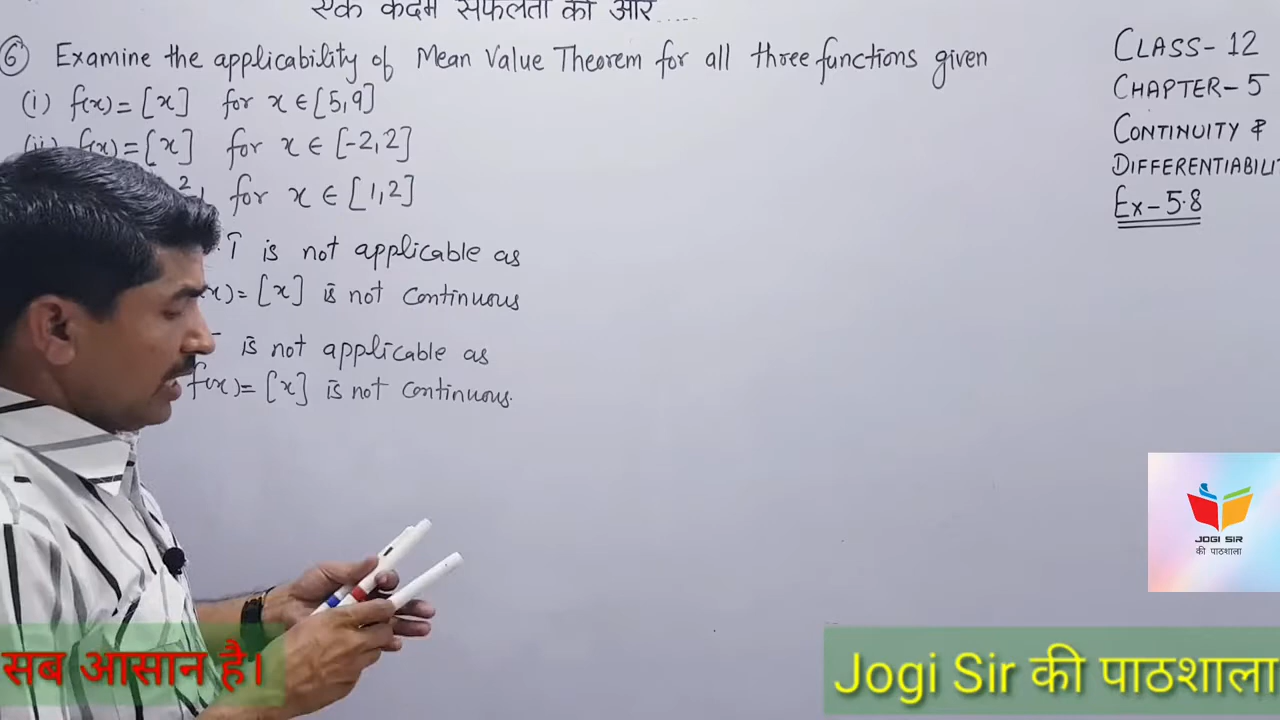 एक कदम सफलता की ओर.....
⑥ Examine the applicability of Mean Value Theorem for all three functions given
(i) f(x) = [x] for x ∈ [5,9]
(ii) f(x) = [x] for x ∈ [-2,2]
for x ∈ [1,2]
is not applicable as
= [x] is not continuous
is not applicable as
f(x) = [x] is not continuous.
CLASS-12
CHAPTER-5
CONTINUITY &
Ex-5.8
JOGI SIR
की पाठशाला
सब आसान है।
Jogi Sir की पाठशाला